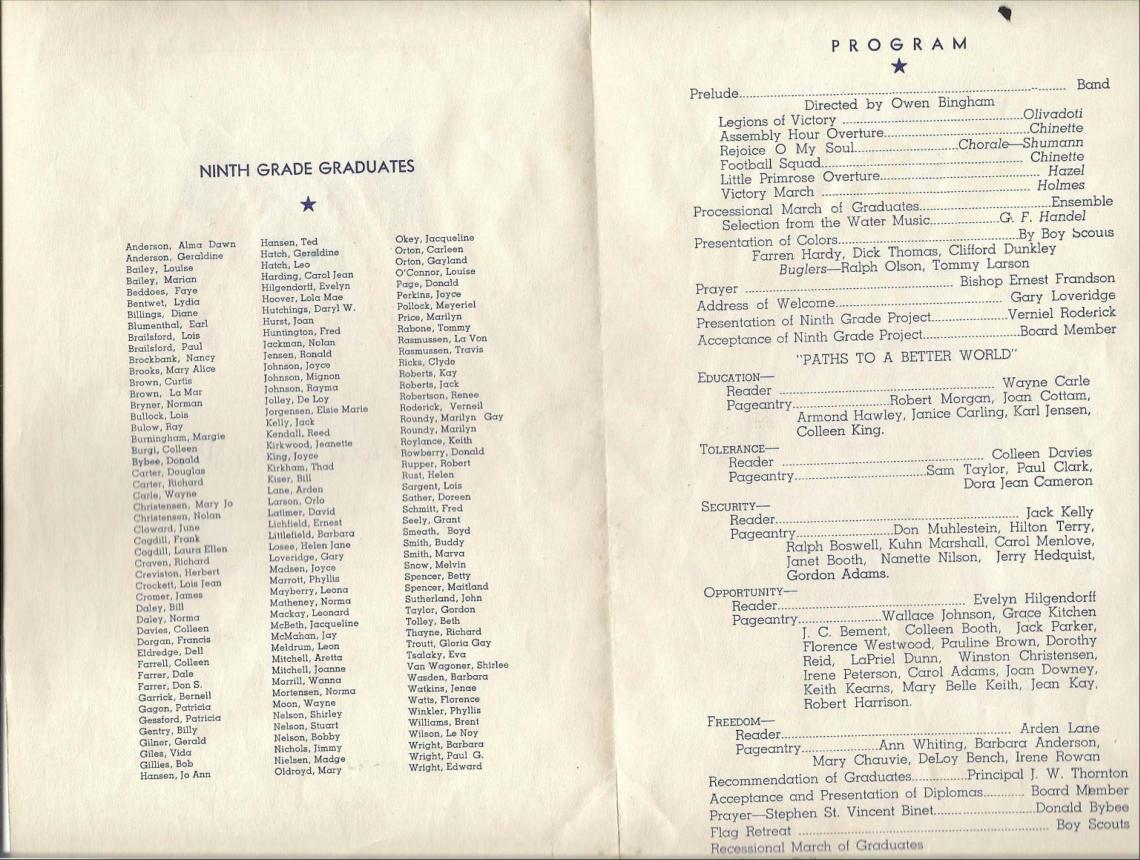 NINTH GRADE GRADUATES
Anderson, Alma Dawn
Anderson, Geraldine
Bailey, Louise
Bailey, Marian
Beddoes, Faye
Bentwet, Lydia
Billings, Diane
Blumenthal, Earl
Brailsford, Lois
Brailsford, Paul
Brockbank, Nancy
Brooks, Mary Alice
Brown, Curtis
Brown, La Mar
Bryner, Norman
Bullock, Lois
Bulow, Ray
Burningham, Margie
Burgi, Colleen
Bybee, Donald
Carter, Douglas
Carter, Richard
Carle, Wayne
Christensen, Mary Jo
Christensen, Nolan
Cloward, June
Cogdill, Frank
Cogdill, Laura Ellen
Craven, Richard
Creviston, Herbert
Crockett, Lois Jean
Cromer, James
Daley, Bill
Daley, Norma
Davies, Colleen
Dorgan, Francis
Eldredge, Dell
Farrell, Colleen
Farrer, Dale
Farrer, Don S.
Garrick, Bernell
Gagon, Patricia
Gessford, Patricia
Gentry, Billy
Gilner, Gerald
Giles, Vida
Gillies, Bob
Hansen, Jo Ann
Hansen, Ted
Hatch, Geraldine
Hatch, Leo
Harding, Carol Jean
Hilgendorff, Evelyn
Hoover, Lola Mae
Hutchings, Daryl W.
Hurst, Joan
Huntington, Fred
Jackman, Nolan
Jensen, Ronald
Johnson, Joyce
Johnson, Mignon
Johnson, Rayma
Jolley, De Loy
Jorgensen, Elsie Marie
Kelly, Jack
Kendall, Reed
Kirkwood, Jeanette
King, Joyce
Kirkham, Thad
Kiser, Bill
Lane, Arden
Larson, Orlo
Latimer, David
Lichfield, Ernest
Littlefield, Barbara
Losee, Helen Jane
Loveridge, Gary
Madsen, Joyce
Marrott, Phyllis
Mayberry, Leona
Matheney, Norma
Mackay, Leonard
McBeth, Jacqueline
McMahan, Jay
Meldrum, Leon
Mitchell, Aretta
Mitchell, Joanne
Morrill, Wanna
Mortensen, Norma
Moon, Wayne
Nelson, Shirley
Nelson, Stuart
Nelson, Bobby
Nichols, Jimmy
Nielsen, Madge
Oldroyd, Mary
Okey, Jacqueline
Orton, Carleen
Orton, Gayland
O'Connor, Louise
Page, Donald
Perkins, Joyce
Pollock, Meyeriel
Price, Marilyn
Rabone, Tommy
Rasmussen, La Von
Rasmussen, Travis
Ricks, Clyde
Roberts, Kay
Roberts, Jack
Robertson, Renee
Roderick, Verneil
Roundy, Marilyn Gay
Roundy, Marilyn
Roylance, Keith
Rowberry, Donald
Rupper, Robert
Rust, Helen
Sargent, Lois
Sather, Doreen
Schmitt, Fred
Seely, Grant
Smeath, Boyd
Smith, Buddy
Smith, Marva
Snow, Melvin
Spencer, Betty
Spencer, Maitland
Sutherland, John
Taylor, Gordon
Tolley, Beth
Thayne, Richard
Troutt, Gloria Gay
Tsalaky, Eva
Van Wagoner, Shirlee
Wasden, Barbara
Watkins, Jenae
Watts, Florence
Winkler, Phyllis
Williams, Brent
Wilson, Le Noy
Wright, Barbara
Wright, Paul G.
Wright, Edward
PROGRAM
Prelude.......... Band
Directed by Owen Bingham
Legions of Victory ..........Olivadoti
Assembly Hour Overture..........Chinette
Rejoice O My Soul..........Chorale—Shumann
Football Squad.......... Chinette
Little Primrose Overture.......... Hazel
Victory March .......... Holmes
Processional March of Graduates..........Ensemble
Selection from the Water Music..........G. F. Handel
Presentation of Colors..........By Boy Scouts
Farren Hardy, Dick Thomas, Clifford Dunkley
Buglers—Ralph Olson, Tommy Larson
Prayer .......... Bishop Ernest Frandson
Address of Welcome.......... Gary Loveridge
Presentation of Ninth Grade Project..........Verniel Roderick
Acceptance of Ninth Grade Project..........Board Member
"PATHS TO A BETTER WORLD"
EDUCATION—
Reader .......... Wayne Carle
Pageantry..........Robert Morgan, Joan Cottam,
Armond Hawley, Janice Carling, Karl Jensen,
Colleen King.
TOLERANCE—
Reader .......... Colleen Davies
Pageantry..........Sam Taylor, Paul Clark,
Dora Jean Cameron
SECURITY—
Reader.......... Jack Kelly
Pageantry..........Don Muhlestein, Hilton Terry,
Ralph Boswell, Kuhn Marshall, Carol Menlove,
Janet Booth, Nanette Nilson, Jerry Hedquist,
Gordon Adams.
OPPORTUNITY—
Reader.......... Evelyn Hilgendorff
Pageantry..........Wallace Johnson, Grace Kitchen
J. C. Bement, Colleen Booth, Jack Parker,
Florence Westwood, Pauline Brown, Dorothy
Reid, LaPriel Dunn, Winston Christensen,
Irene Peterson, Carol Adams, Joan Downey,
Keith Kearns, Mary Belle Keith, Jean Kay,
Robert Harrison.
FREEDOM—
Reader.......... Arden Lane
Pageantry..........Ann Whiting, Barbara Anderson,
Mary Chauvie, DeLoy Bench, Irene Rowan
Recommendation of Graduates..........Principal J. W. Thornton
Acceptance and Presentation of Diplomas.......... Board Member
Prayer—Stephen St. Vincent Binet..........Donald Bybee
Flag Retreat .......... Boy Scouts
Recessional March of Graduates